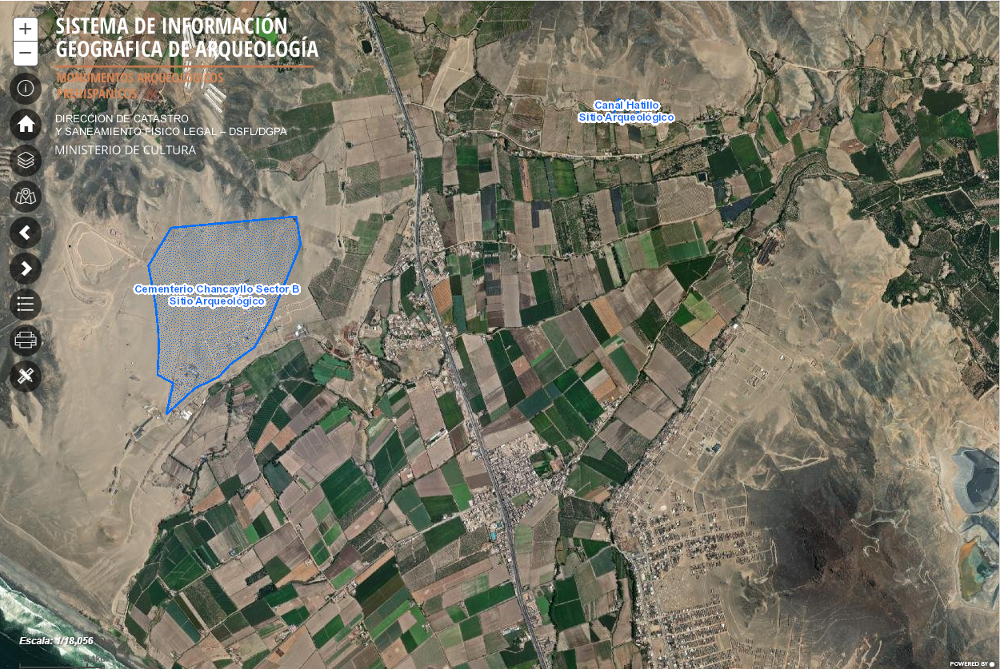 SISTEMA DE INFORMACIÓN
GEOGRÁFICA DE ARQUEOLOGÍA
MONUMENTOS ARQUEOLÓGICOS
PREHISPÁNICOS
DIRECCION DE CATASTRO
Y SANEAMIENTO FISICO LEGAL – DSFL/DGPA
MINISTERIO DE CULTURA
Canal Hatillo
Sitio Arqueológico
Cementerio Chancayllo Sector B
Sitio Arqueológico
Escala: 1/18,056
POWERED BY